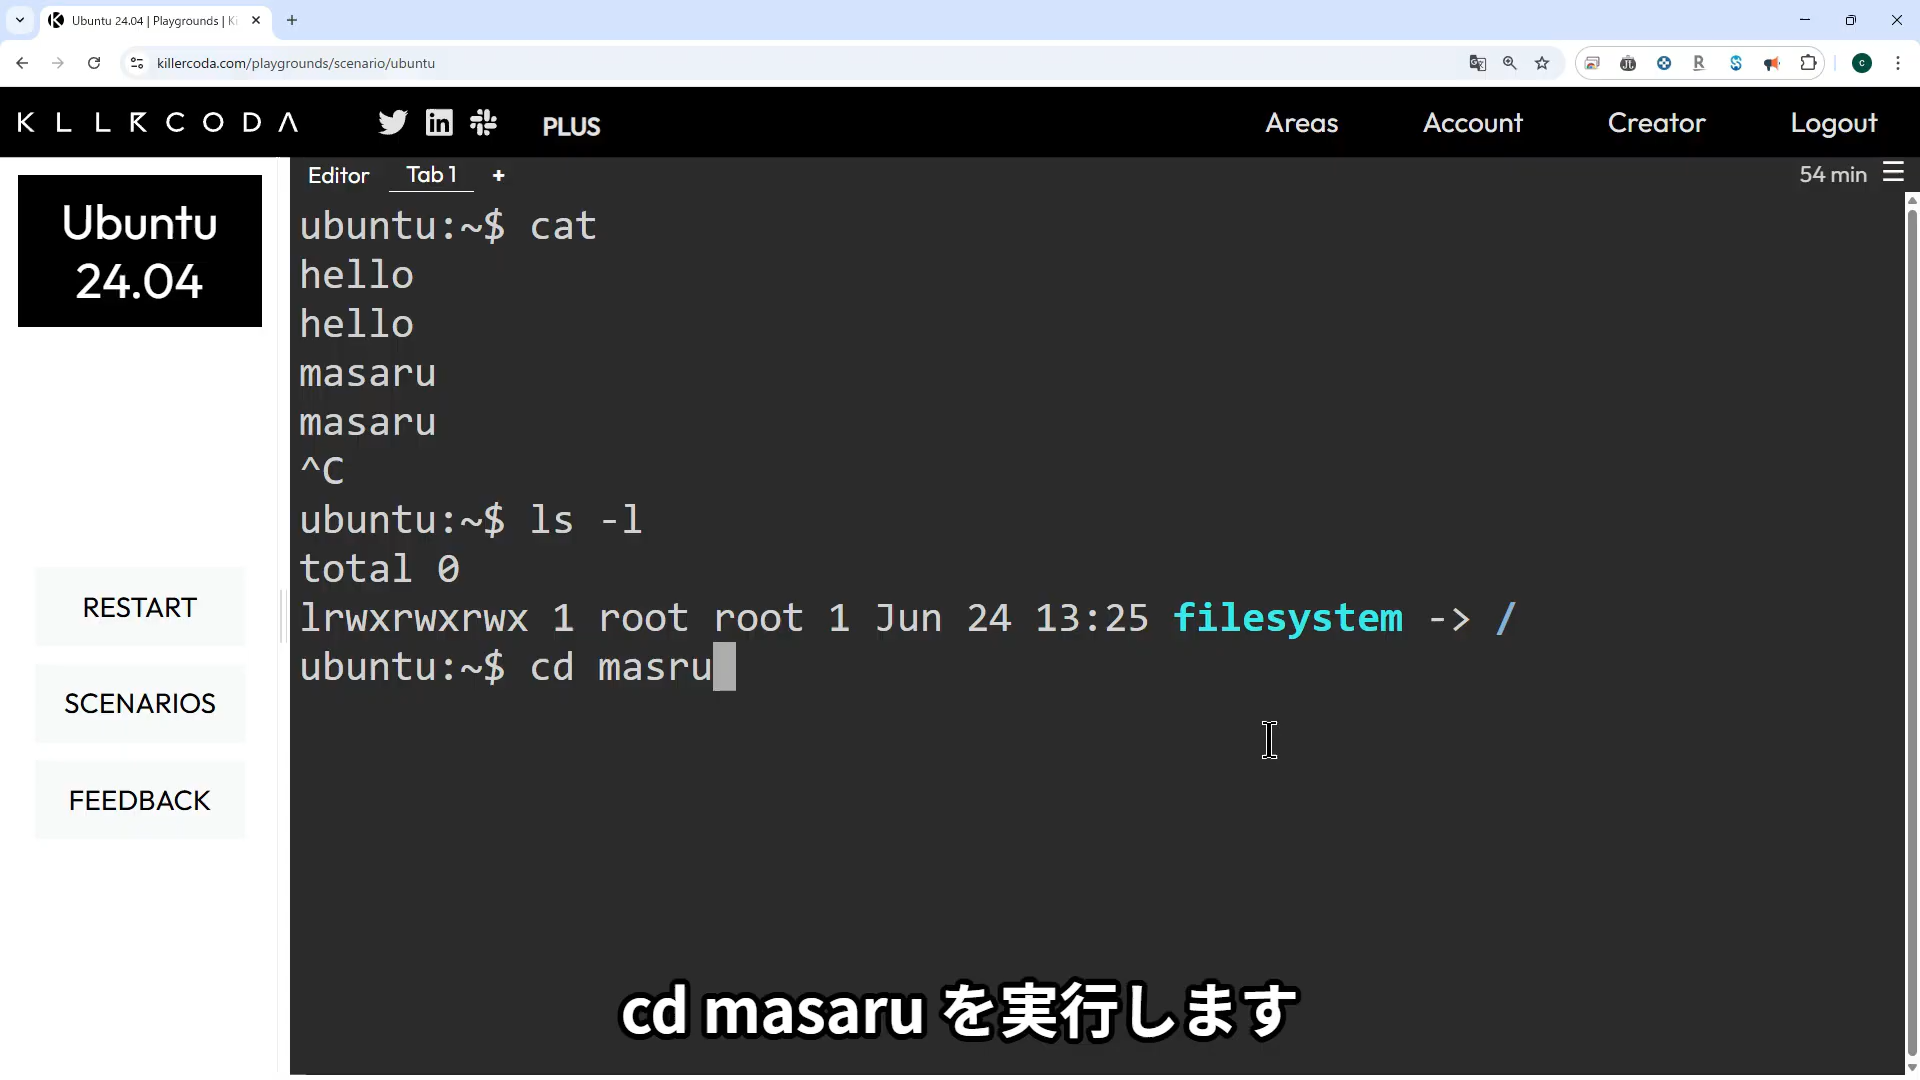 Ubuntu 24.04 | Playgrounds | K
killercoda.com/playgrounds/scenario/ubuntu
KLLRCODA
PLUS
Areas
Account
Creator
Logout
Ubuntu
24.04
RESTART
SCENARIOS
FEEDBACK
Editor
Tab 1
+
54 min
ubuntu:~$ cat
hello
hello
masaru
masaru
^C
ubuntu:~$ ls -l
total 0
lrwxrwxrwx 1 root root 1 Jun 24 13:25 filesystem -> /
ubuntu:~$ cd masru
cd masaru を実行します